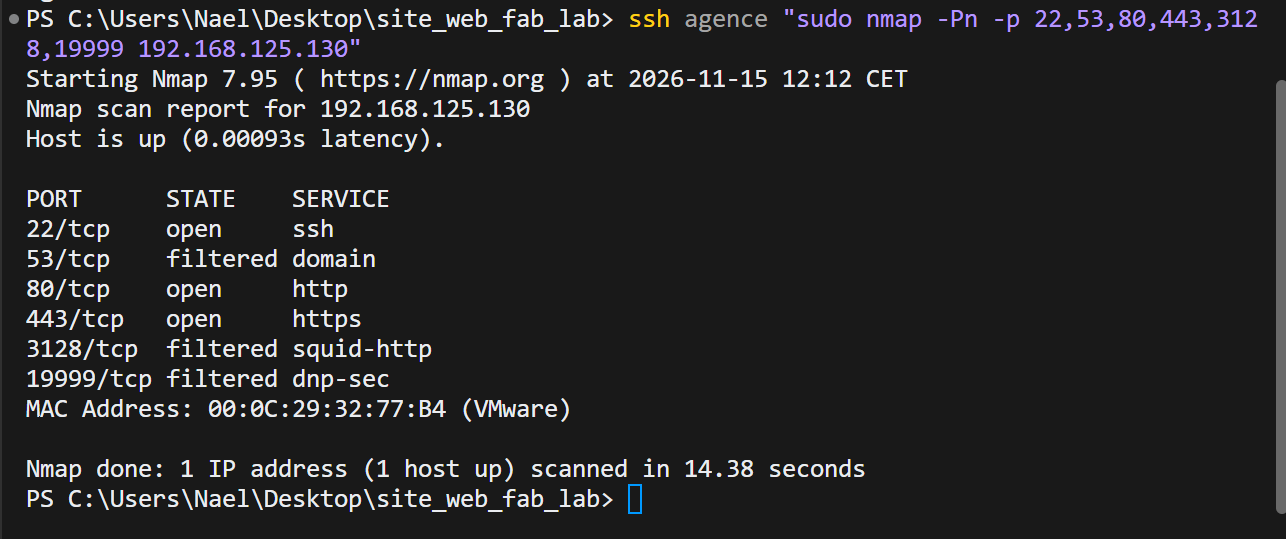 PS C:\Users\Nael\Desktop\site_web_fab_lab> ssh agence "sudo nmap -Pn -p 22,53,80,443,312
8,19999 192.168.125.130"
Starting Nmap 7.95 ( https://nmap.org ) at 2026-11-15 12:12 CET
Nmap scan report for 192.168.125.130
Host is up (0.00093s latency).
PORT      STATE    SERVICE
22/tcp    open     ssh
53/tcp    filtered domain
80/tcp    open     http
443/tcp   open     https
3128/tcp  filtered squid-http
19999/tcp filtered dnp-sec
MAC Address: 00:0C:29:32:77:B4 (VMware)
Nmap done: 1 IP address (1 host up) scanned in 14.38 seconds
PS C:\Users\Nael\Desktop\site_web_fab_lab>